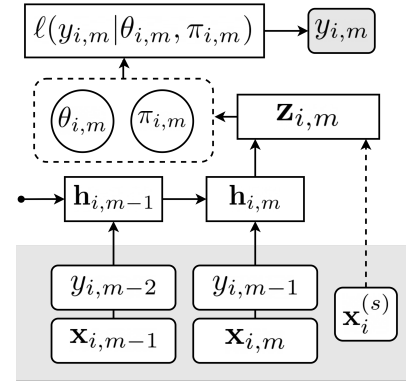 ℓ(y_{i,m}|θ_{i,m}, π_{i,m}) y_{i,m}
θ_{i,m} π_{i,m} z_{i,m}
h_{i,m−1} h_{i,m}
y_{i,m−2} y_{i,m−1}
x_{i,m−1} x_{i,m} x_i^{(s)}